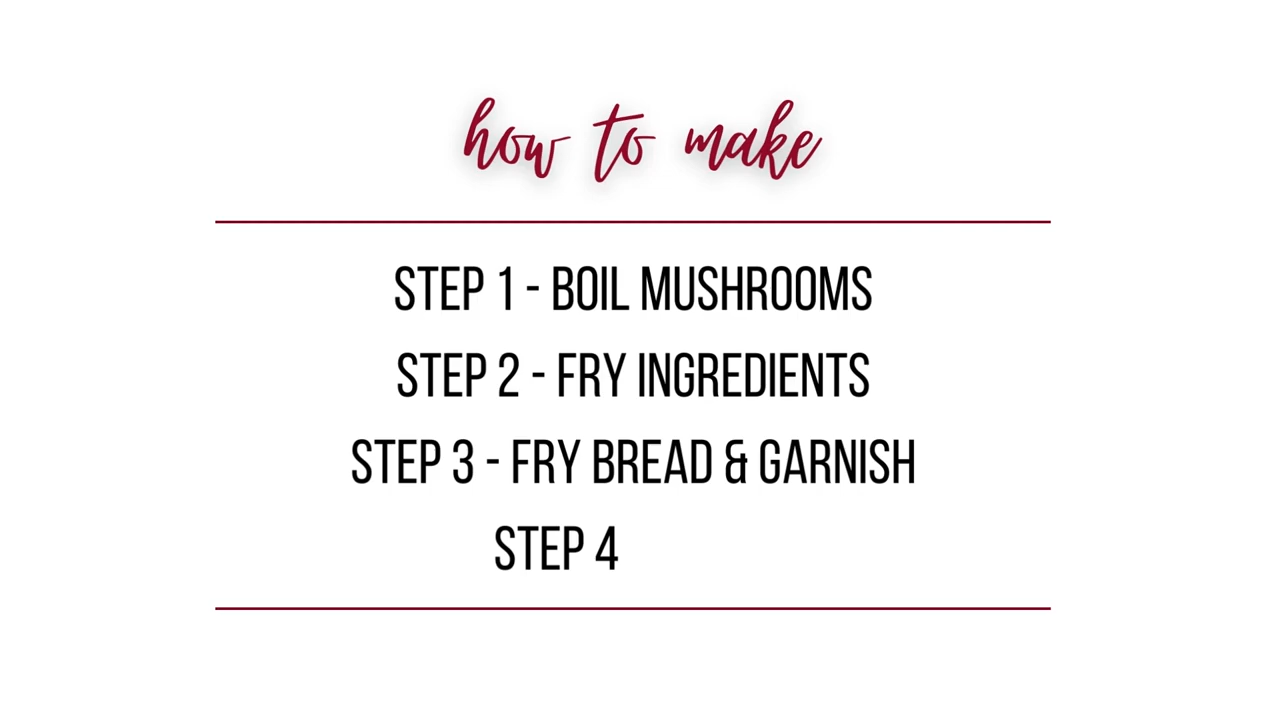 how to make
STEP 1 - BOIL MUSHROOMS
STEP 2 - FRY INGREDIENTS
STEP 3 - FRY BREAD & GARNISH
STEP 4